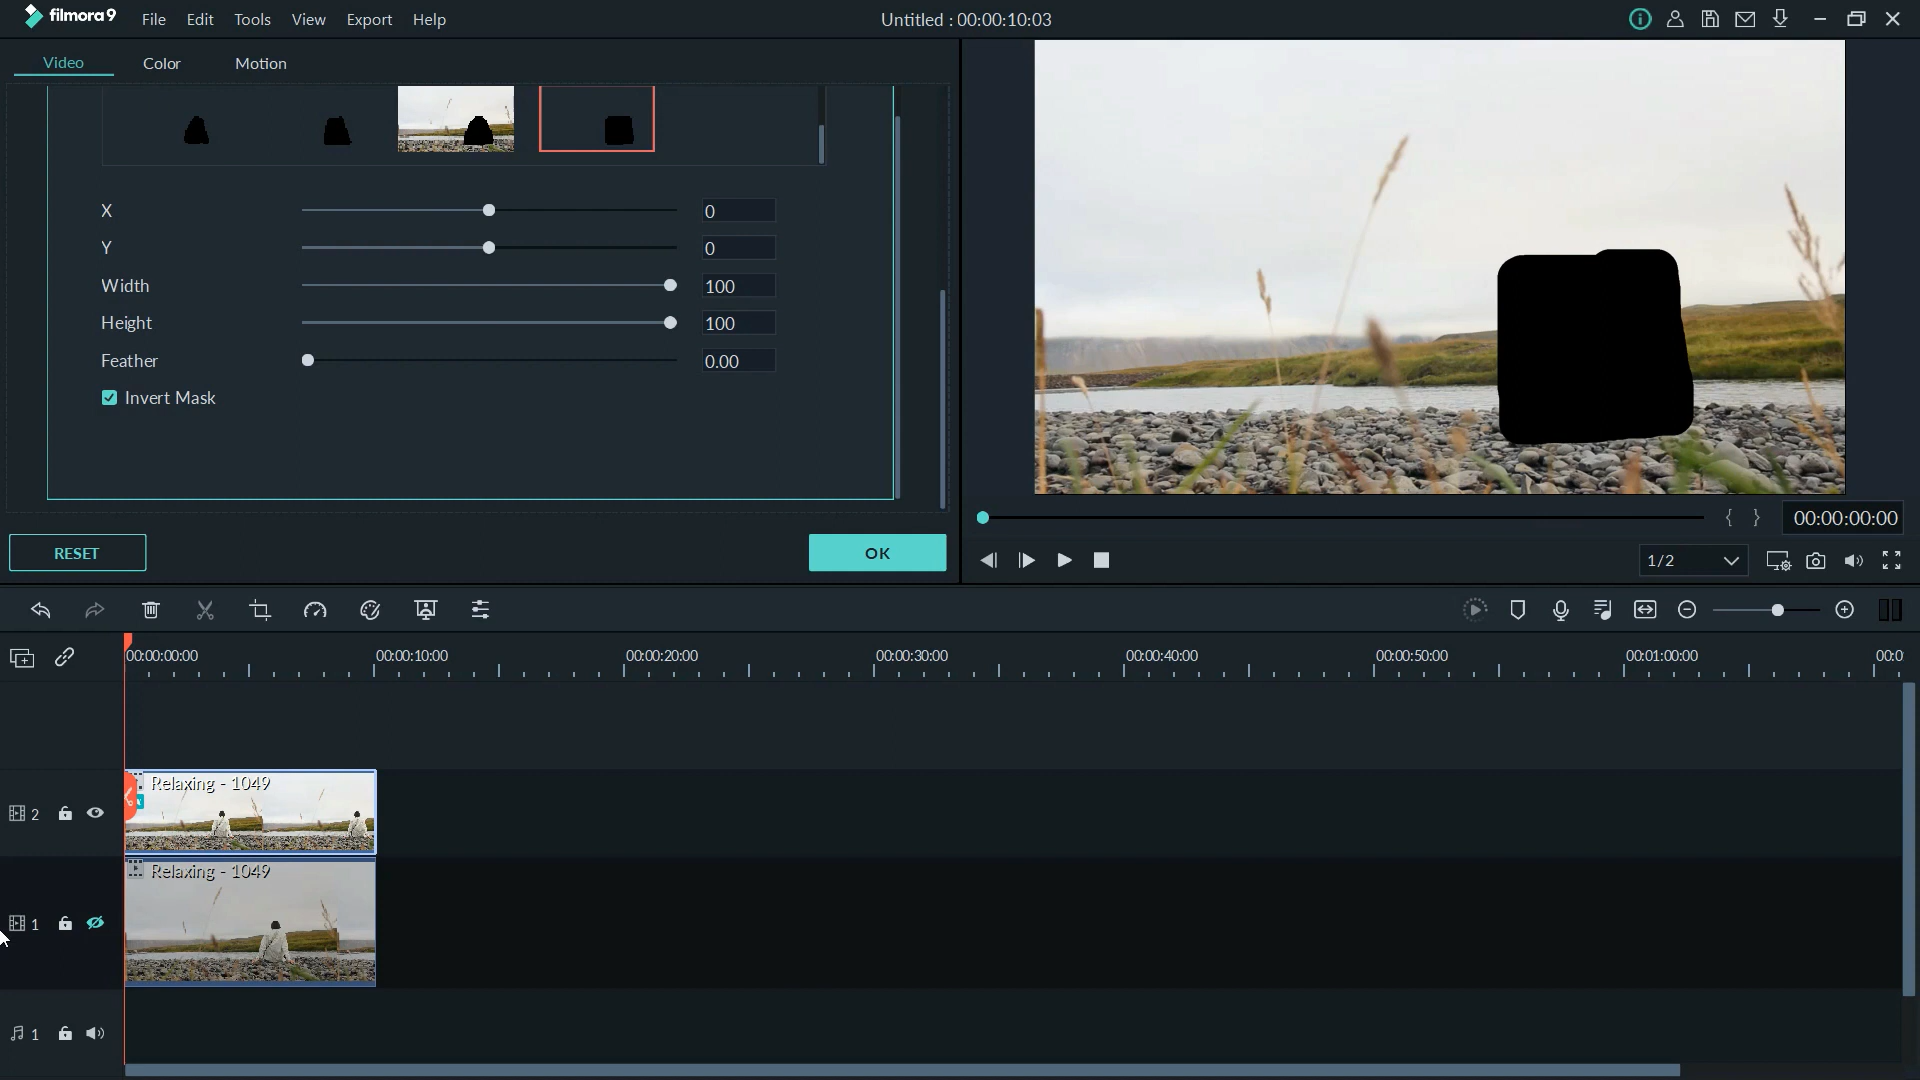 filmora9 File Edit Tools View Export Help Untitled : 00:00:10:03
Video Color Motion
X 0
Y 0
Width 100
Height 100
Feather 0.00
Invert Mask
RESET OK
00:00:00:00
1/2
00:00:00:00 00:00:10:00 00:00:20:00 00:00:30:00 00:00:40:00 00:00:50:00 00:01:00:00 00:0
Relaxing - 1049
2
Relaxing - 1049
1
1